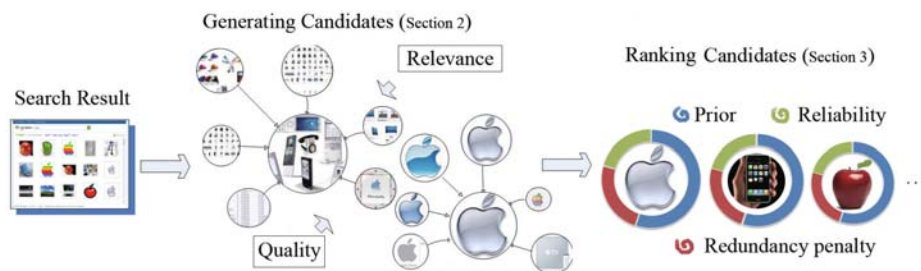 Generating Candidates (Section 2)
Relevance
Ranking Candidates (Section 3)
Search Result
Prior
Reliability
Quality
Redundancy penalty
...